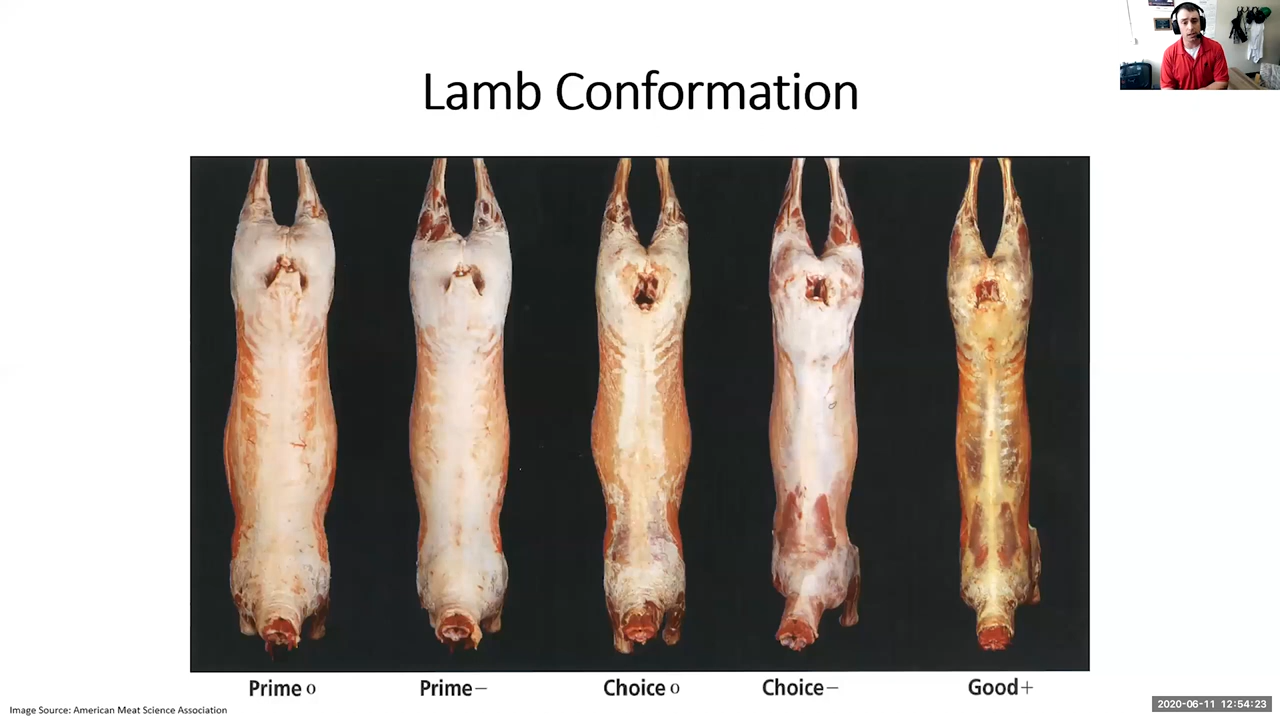 Lamb Conformation
Prime o
Prime–
Choice o
Choice–
Good+
Image Source: American Meat Science Association
2020-06-11 12:54:23